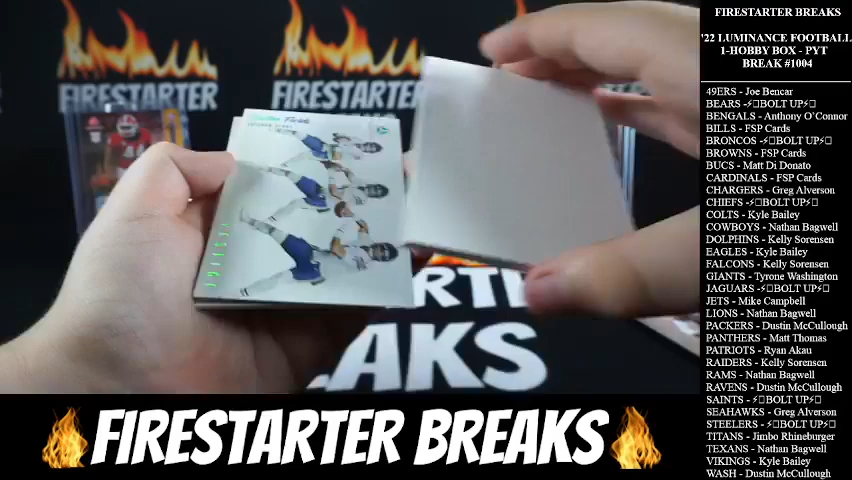 FIRESTARTER
FIRESTARTER
ARTE
AKS
FIRESTARTER BREAKS
FIRESTARTER BREAKS
'22 LUMINANCE FOOTBALL
1-HOBBY BOX - PYT
BREAK #1004
49ERS - Joe Bencar
BEARS -⚡▯BOLT UP⚡▯
BENGALS - Anthony O'Connor
BILLS - FSP Cards
BRONCOS -⚡▯BOLT UP⚡▯
BROWNS - FSP Cards
BUCS - Matt Di Donato
CARDINALS - FSP Cards
CHARGERS - Greg Alverson
CHIEFS -⚡▯BOLT UP⚡▯
COLTS - Kyle Bailey
COWBOYS - Nathan Bagwell
DOLPHINS - Kelly Sorensen
EAGLES - Kyle Bailey
FALCONS - Kelly Sorensen
GIANTS - Tyrone Washington
JAGUARS -⚡▯BOLT UP⚡▯
JETS - Mike Campbell
LIONS - Nathan Bagwell
PACKERS - Dustin McCullough
PANTHERS - Matt Thomas
PATRIOTS - Ryan Akau
RAIDERS - Kelly Sorensen
RAMS - Nathan Bagwell
RAVENS - Dustin McCullough
SAINTS -⚡▯BOLT UP⚡▯
SEAHAWKS - Greg Alverson
STEELERS -⚡▯BOLT UP⚡▯
TITANS - Jimbo Rhineburger
TEXANS - Nathan Bagwell
VIKINGS - Kyle Bailey
WASH - Dustin McCullough